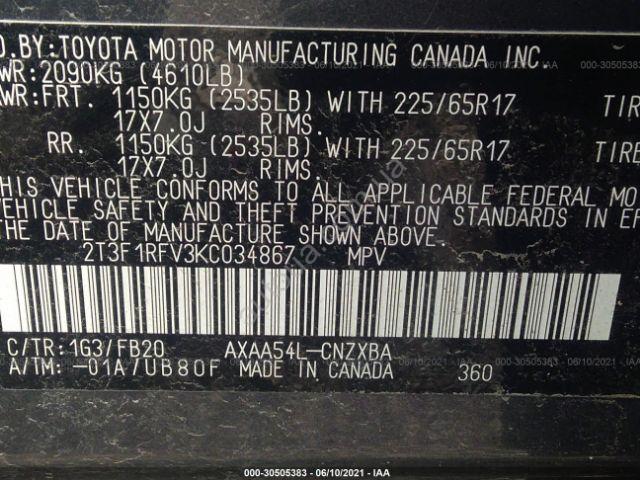 D. BY: TOYOTA MOTOR MANUFACTURING CANADA INC.
WR: 2090KG (4610LB)
WR: FRT. 1150KG (2535LB) WITH 225/65R17 TIR
17X7.0J RIMS.
RR. 1150KG (2535LB) WITH 225/65R17 TIRE
17X7.0J RIMS.
THIS VEHICLE CONFORMS TO ALL APPLICABLE FEDERAL MO
VEHICLE SAFETY AND THEFT PREVENTION STANDARDS IN EF
THE DATE OF MANUFACTURE SHOWN ABOVE.
2T3F1RFV3KC034867 MPV
C/TR: 1G3/FB20 AXAA54L-CNZXBA
A/TM: -01A/UB80F MADE IN CANADA 360
000-30505383 - 06/10/2021 - IAA